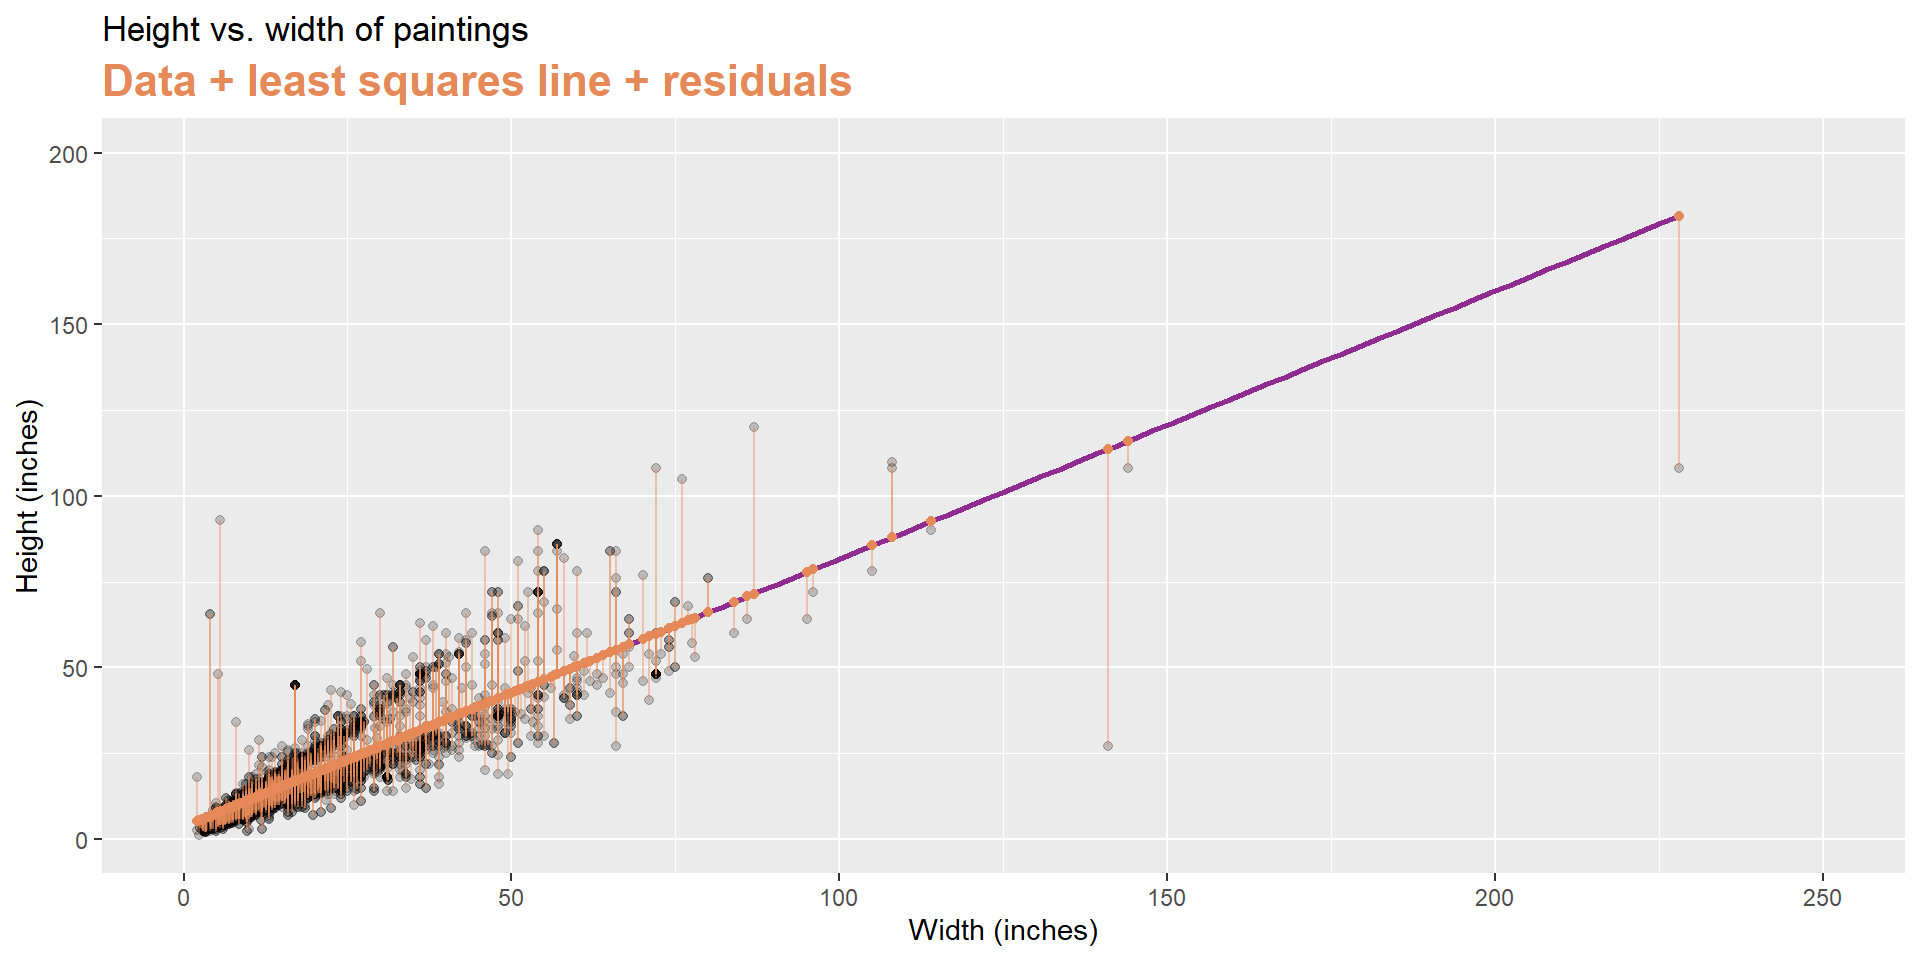 Height vs. width of paintings
Data + least squares line + residuals
200
150
100
50
0
Height (inches)
0
50
100
150
200
250
Width (inches)